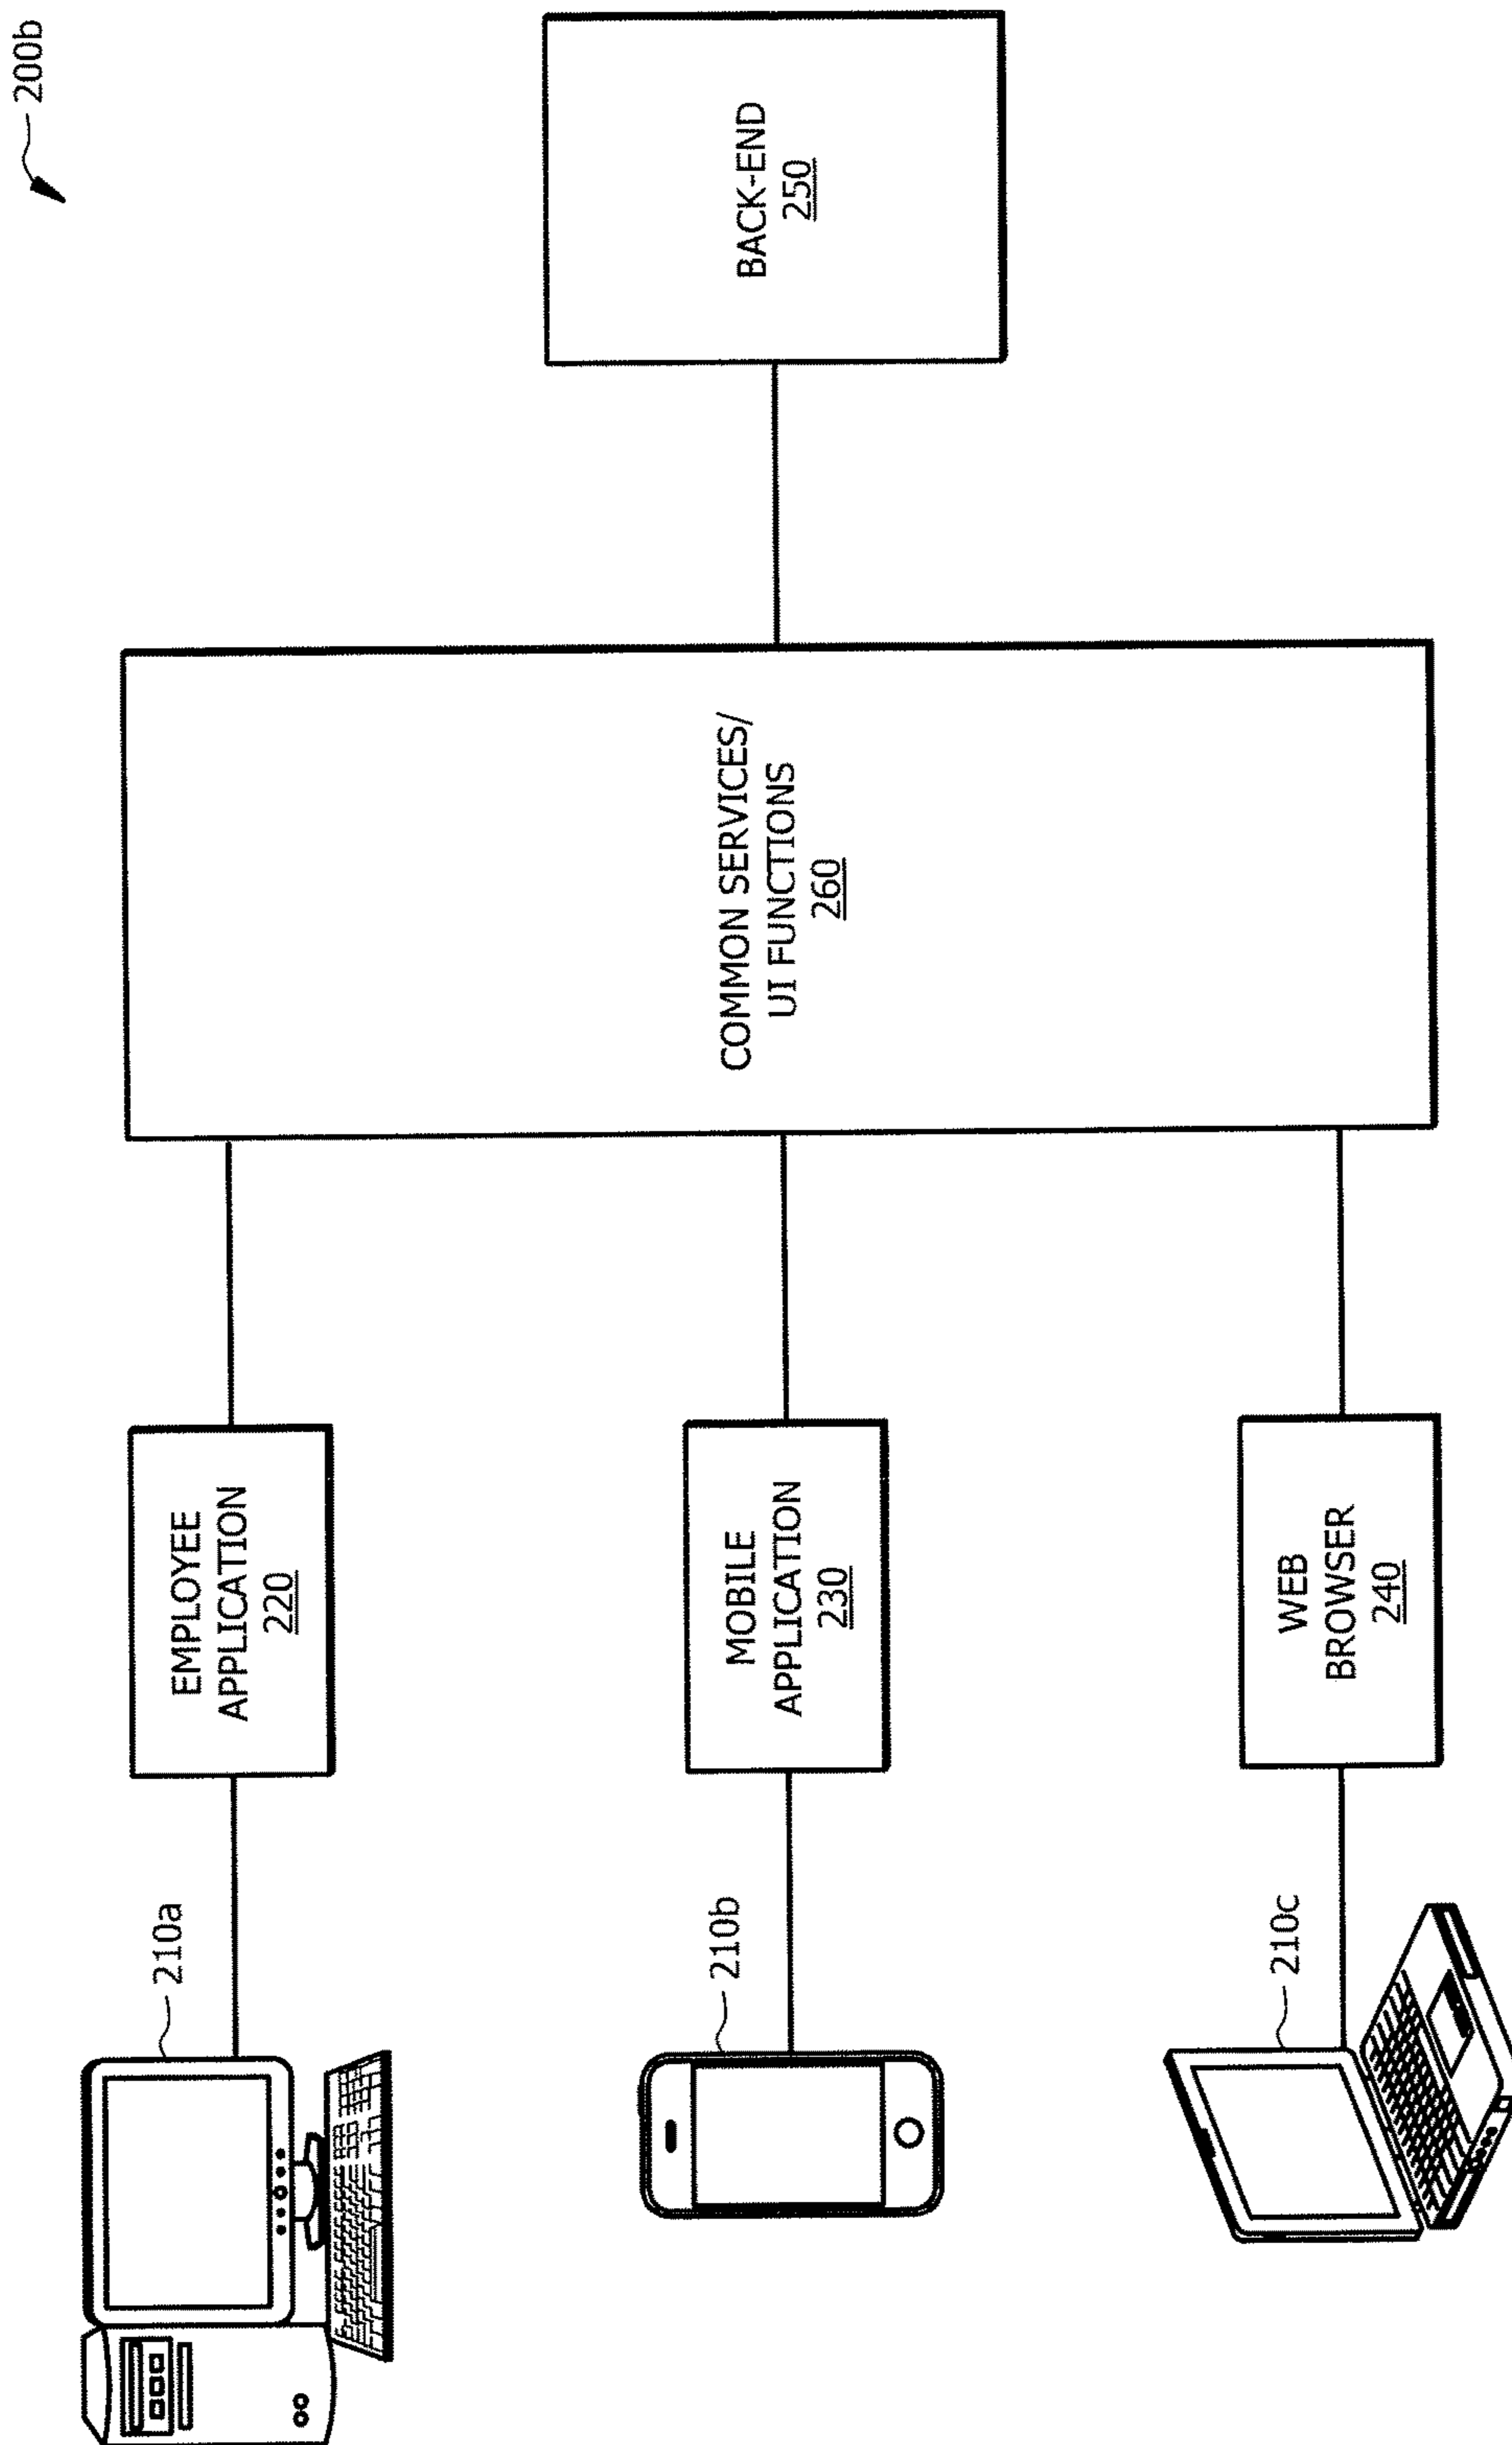 200b
210a
EMPLOYEE
APPLICATION
220
210b
MOBILE
APPLICATION
230
210c
WEB
BROWSER
240
COMMON SERVICES/
UI FUNCTIONS
260
BACK-END
250